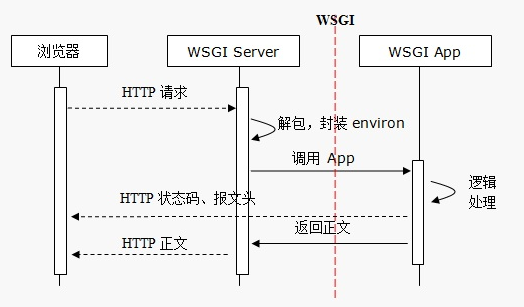 WSGI
浏览器
WSGI Server
WSGI App
HTTP 请求
解包，封装 environ
调用 App
逻辑
处理
HTTP 状态码、报文头
返回正文
HTTP 正文